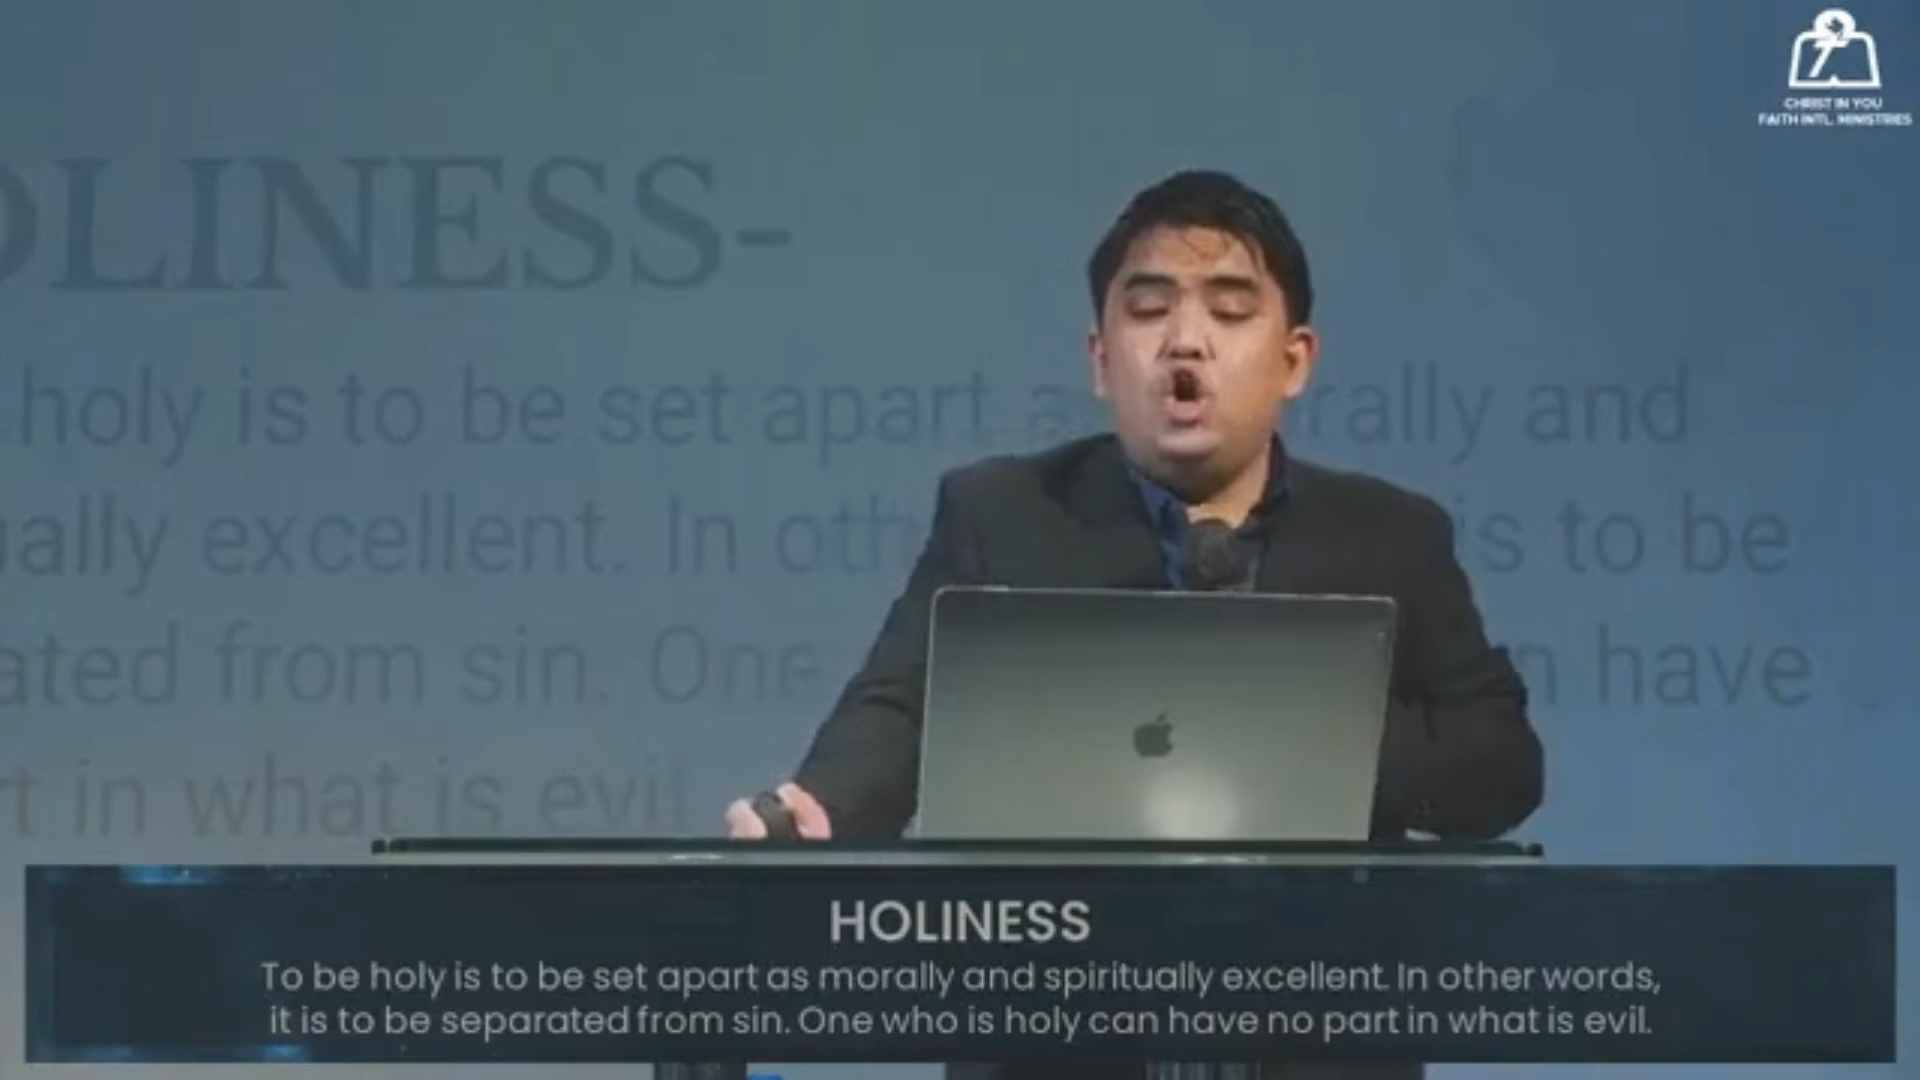 CHRIST IN YOU
FAITH INTL. MINISTRIES
OLINESS-
holy is to be set apart a rally and
ually excellent. In oth is to be
ated from sin. One n have
t in what is evil
HOLINESS
To be holy is to be set apart as morally and spiritually excellent. In other words,
it is to be separated from sin. One who is holy can have no part in what is evil.